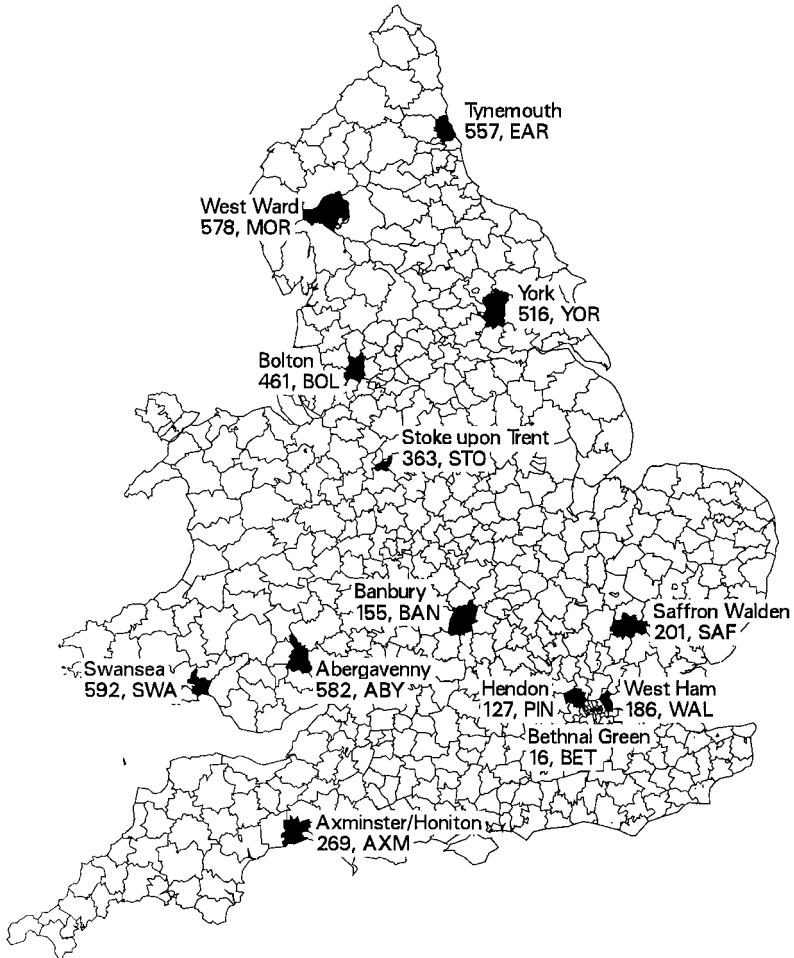 Tynemouth
557, EAR
West Ward
578, MOR
York
516, YOR
Bolton
461, BOL
Stoke upon Trent
363, STO
Banbury
155, BAN
Saffron Walden
201, SAF
Swansea
592, SWA
Abergavenny
582, ABY
Hendon
127, PIN
West Ham
186, WAL
Bethnal Green
16, BET
Axminster/Honiton
269, AXM